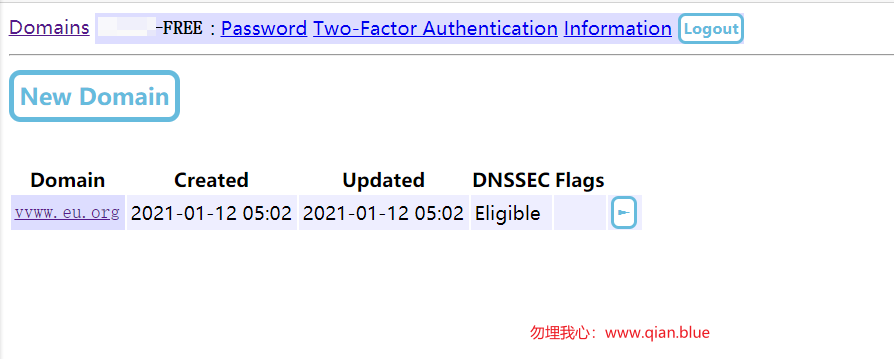 Domains -FREE : Password Two-Factor Authentication Information Logout
New Domain
Domain Created Updated DNSSEC Flags
vvww.eu.org 2021-01-12 05:02 2021-01-12 05:02 Eligible
勿埋我心：www.qian.blue